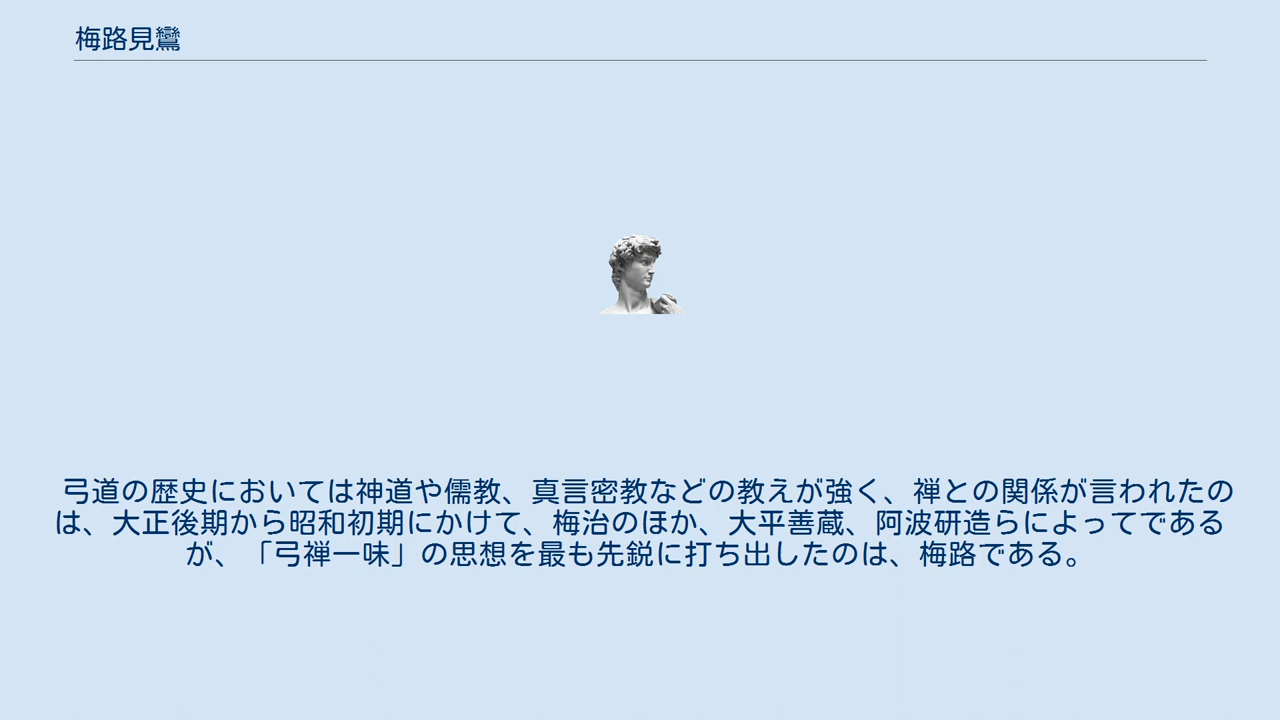 梅路見鸞
弓道の歴史においては神道や儒教、真言密教などの教えが強く、禅との関係が言われたの
は、大正後期から昭和初期にかけて、梅治のほか、大平善蔵、阿波研造らによってである
が、「弓禅一味」の思想を最も先鋭に打ち出したのは、梅路である。